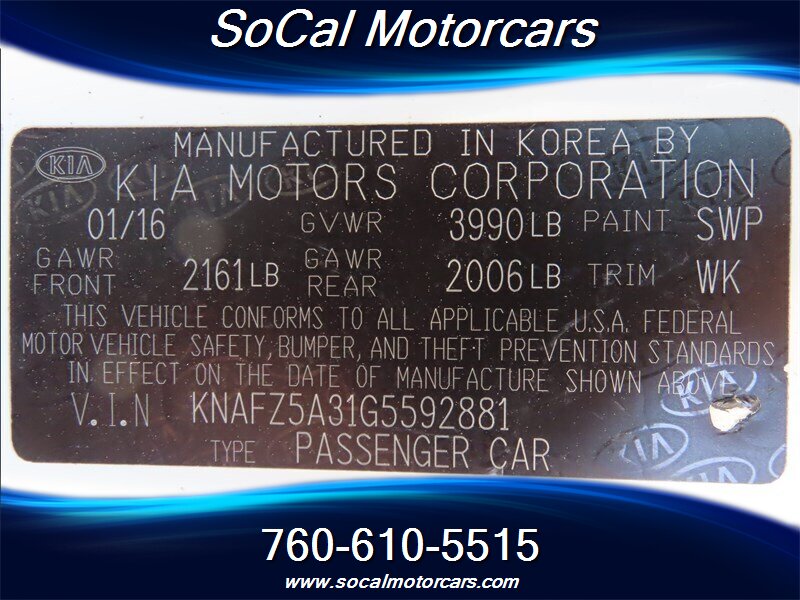 SoCal Motorcars
MANUFACTURED IN KOREA BY
KIA KIA MOTORS CORPORATION
01/16 GVWR 3990LB PAINT SWP
GAWR FRONT 2161LB GAWR REAR 2006LB TRIM WK
THIS VEHICLE CONFORMS TO ALL APPLICABLE U.S.A. FEDERAL
MOTOR VEHICLE SAFETY, BUMPER, AND THEFT PREVENTION STANDARDS
IN EFFECT ON THE DATE OF MANUFACTURE SHOWN ABOVE
V.I.N KNAFZ5A31G5592881
TYPE PASSENGER CAR
760-610-5515
www.socalmotorcars.com